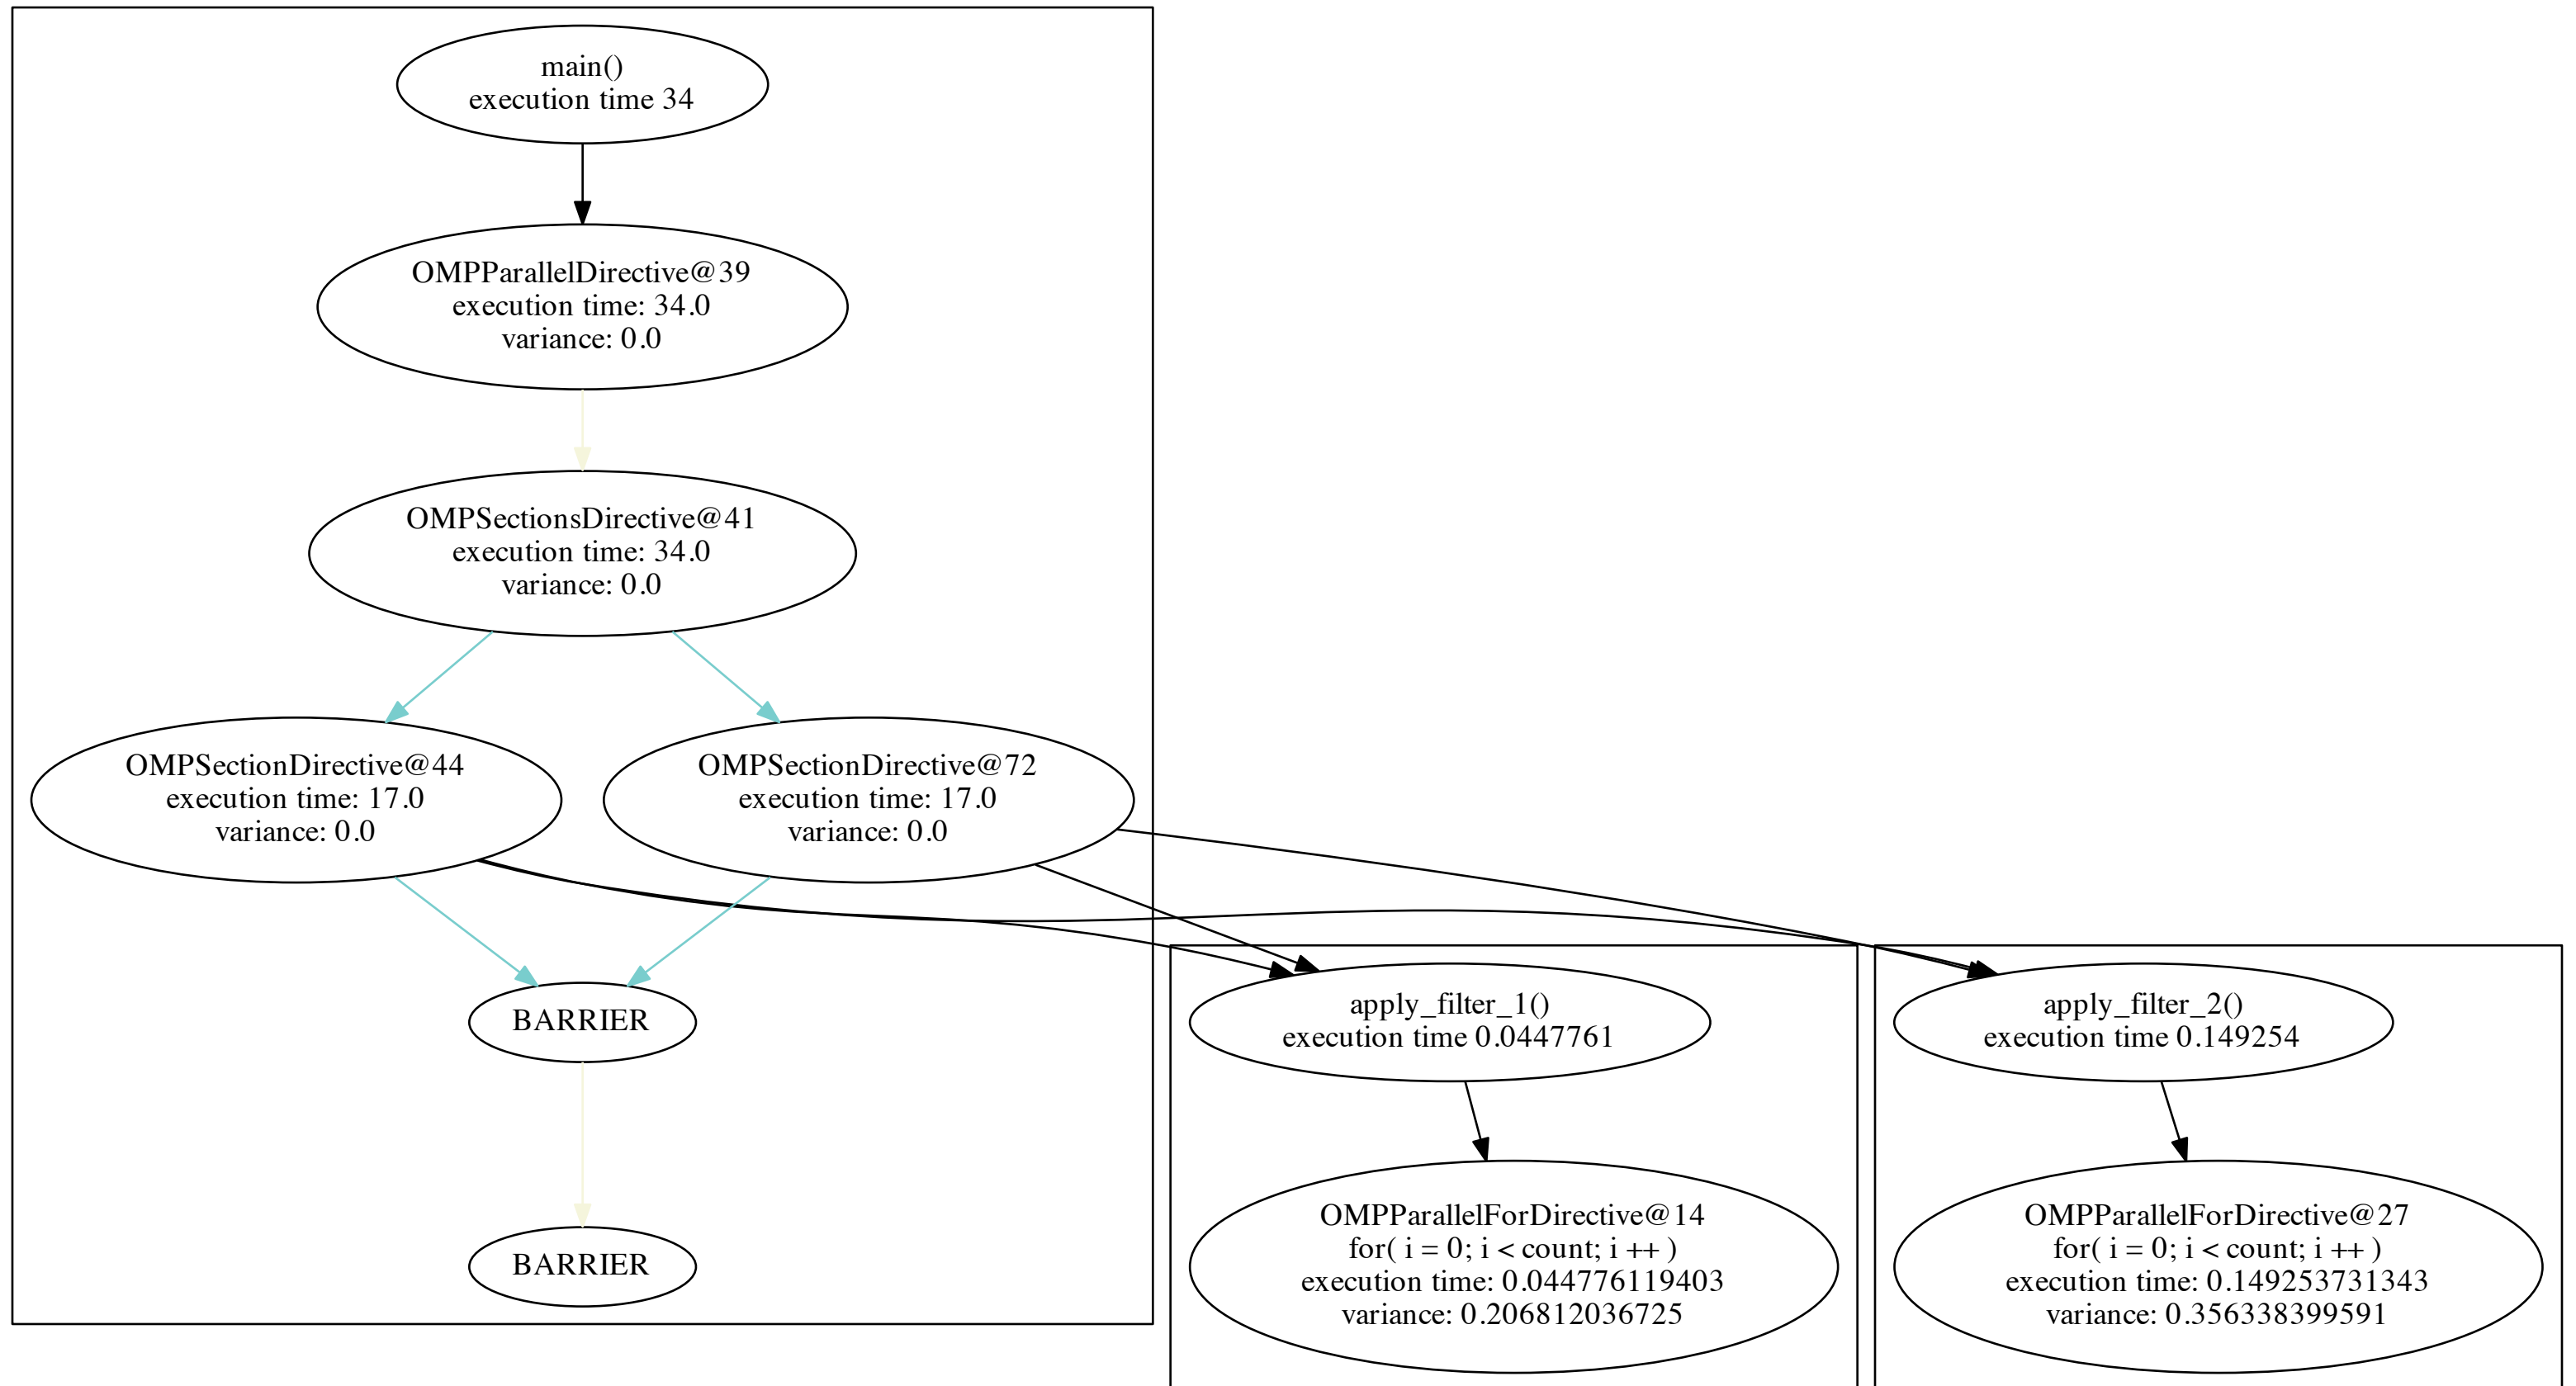 main()
execution time 34
OMPParallelDirective@39
execution time: 34.0
variance: 0.0
OMPSectionsDirective@41
execution time: 34.0
variance: 0.0
OMPSectionDirective@44
execution time: 17.0
variance: 0.0
OMPSectionDirective@72
execution time: 17.0
variance: 0.0
BARRIER
apply_filter_1()
execution time 0.0447761
apply_filter_2()
execution time 0.149254
BARRIER
OMPParallelForDirective@14
for( i = 0; i < count; i ++ )
execution time: 0.044776119403
variance: 0.206812036725
OMPParallelForDirective@27
for( i = 0; i < count; i ++ )
execution time: 0.149253731343
variance: 0.356338399591